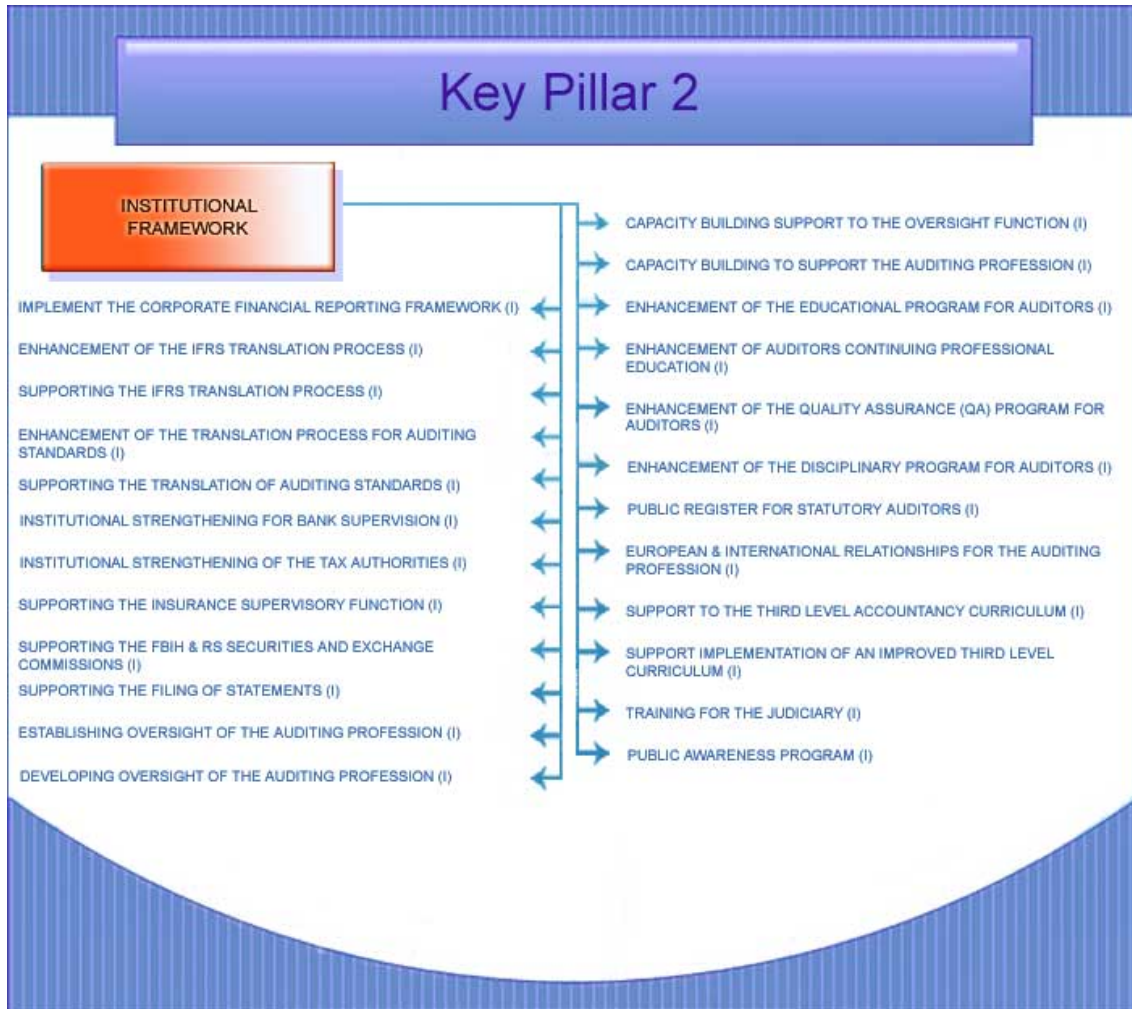 Key Pillar 2
INSTITUTIONAL
FRAMEWORK
IMPLEMENT THE CORPORATE FINANCIAL REPORTING FRAMEWORK (I)
ENHANCEMENT OF THE IFRS TRANSLATION PROCESS (I)
SUPPORTING THE IFRS TRANSLATION PROCESS (I)
ENHANCEMENT OF THE TRANSLATION PROCESS FOR AUDITING
STANDARDS (I)
SUPPORTING THE TRANSLATION OF AUDITING STANDARDS (I)
INSTITUTIONAL STRENGTHENING FOR BANK SUPERVISION (I)
INSTITUTIONAL STRENGTHENING OF THE TAX AUTHORITIES (I)
SUPPORTING THE INSURANCE SUPERVISORY FUNCTION (I)
SUPPORTING THE FBIH & RS SECURITIES AND EXCHANGE
COMMISSIONS (I)
SUPPORTING THE FILING OF STATEMENTS (I)
ESTABLISHING OVERSIGHT OF THE AUDITING PROFESSION (I)
DEVELOPING OVERSIGHT OF THE AUDITING PROFESSION (I)
CAPACITY BUILDING SUPPORT TO THE OVERSIGHT FUNCTION (I)
CAPACITY BUILDING TO SUPPORT THE AUDITING PROFESSION (I)
ENHANCEMENT OF THE EDUCATIONAL PROGRAM FOR AUDITORS (I)
ENHANCEMENT OF AUDITORS CONTINUING PROFESSIONAL
EDUCATION (I)
ENHANCEMENT OF THE QUALITY ASSURANCE (QA) PROGRAM FOR
AUDITORS (I)
ENHANCEMENT OF THE DISCIPLINARY PROGRAM FOR AUDITORS (I)
PUBLIC REGISTER FOR STATUTORY AUDITORS (I)
EUROPEAN & INTERNATIONAL RELATIONSHIPS FOR THE AUDITING
PROFESSION (I)
SUPPORT TO THE THIRD LEVEL ACCOUNTANCY CURRICULUM (I)
SUPPORT IMPLEMENTATION OF AN IMPROVED THIRD LEVEL
CURRICULUM (I)
TRAINING FOR THE JUDICIARY (I)
PUBLIC AWARENESS PROGRAM (I)